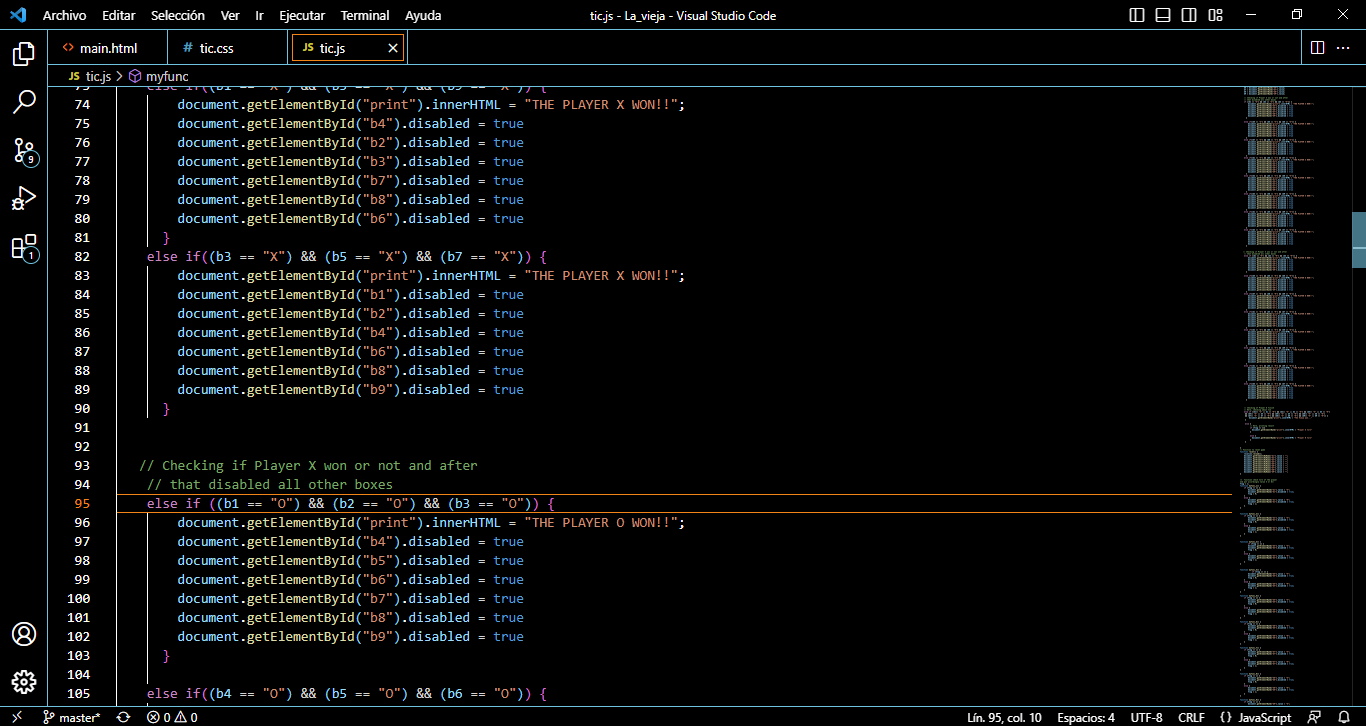 Archivo Editar Selección Ver Ir Ejecutar Terminal Ayuda tic.js - La_vieja - Visual Studio Code
main.html tic.css JS tic.js
JS tic.js > myfunc
74 document.getElementById("print").innerHTML = "THE PLAYER X WON!!";
75 document.getElementById("b4").disabled = true
76 document.getElementById("b2").disabled = true
77 document.getElementById("b3").disabled = true
78 document.getElementById("b7").disabled = true
79 document.getElementById("b8").disabled = true
80 document.getElementById("b6").disabled = true
81 }
82 else if((b3 == "X") && (b5 == "X") && (b7 == "X")) {
83 document.getElementById("print").innerHTML = "THE PLAYER X WON!!";
84 document.getElementById("b1").disabled = true
85 document.getElementById("b2").disabled = true
86 document.getElementById("b4").disabled = true
87 document.getElementById("b6").disabled = true
88 document.getElementById("b8").disabled = true
89 document.getElementById("b9").disabled = true
90 }
91
92
93 // Checking if Player X won or not and after
94 // that disabled all other boxes
95 else if ((b1 == "O") && (b2 == "O") && (b3 == "O")) {
96 document.getElementById("print").innerHTML = "THE PLAYER O WON!!";
97 document.getElementById("b4").disabled = true
98 document.getElementById("b5").disabled = true
99 document.getElementById("b6").disabled = true
100 document.getElementById("b7").disabled = true
101 document.getElementById("b8").disabled = true
102 document.getElementById("b9").disabled = true
103 }
104
105 else if((b4 == "O") && (b5 == "O") && (b6 == "O")) {
9
1
master* 0 0 Lín. 95, col. 10 Espacios: 4 UTF-8 CRLF {} JavaScript